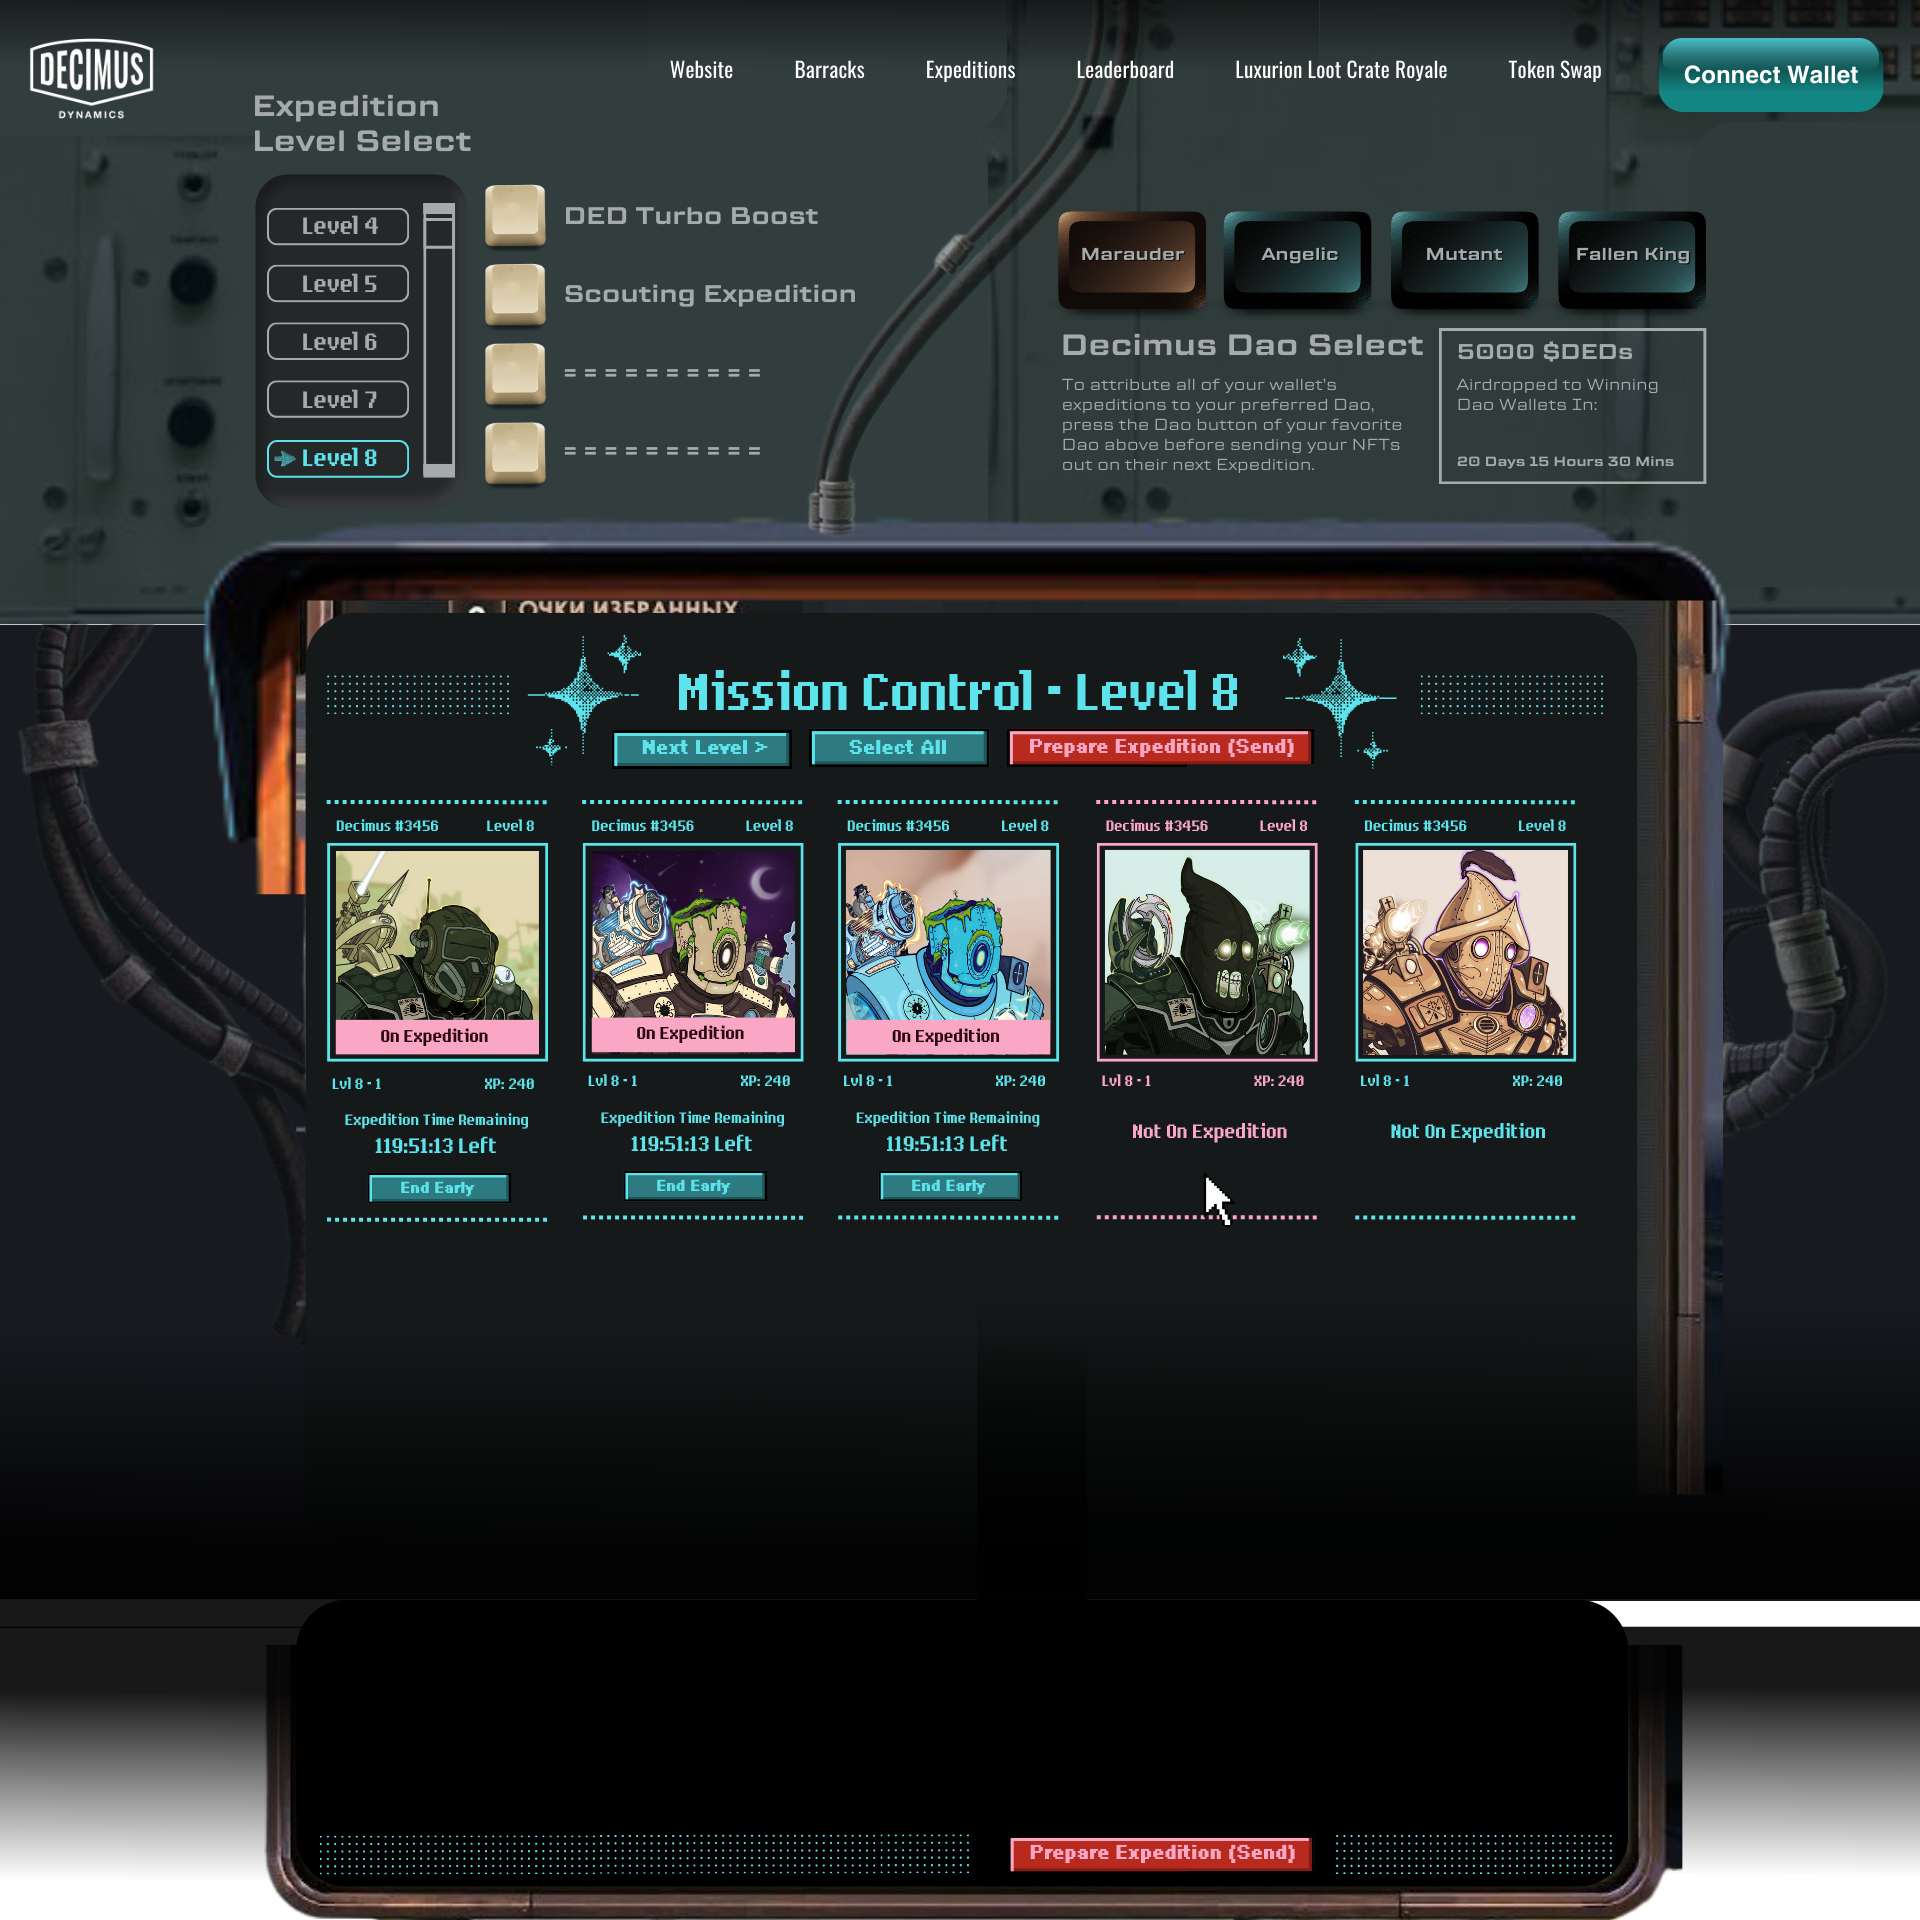 DECIMUS
DYNAMICS
Website
Barracks
Expeditions
Leaderboard
Luxurion Loot Crate Royale
Token Swap
Connect Wallet
Expedition
Level Select
Level 4
Level 5
Level 6
Level 7
Level 8
DED Turbo Boost
Scouting Expedition
==========
==========
Marauder
Angelic
Mutant
Fallen King
Decimus Dao Select
To attribute all of your wallet's
expeditions to your preferred Dao,
press the Dao button of your favorite
Dao above before sending your NFTs
out on their next Expedition.
5000 $DEDs
Airdropped to Winning
Dao Wallets In:
20 Days 15 Hours 30 Mins
ОЧКИ ИЗБРАННЫХ
Mission Control - Level 8
Next Level >
Select All
Prepare Expedition (Send)
Decimus #3456 Level 8
On Expedition
Lvl 8 - 1 XP: 240
Expedition Time Remaining
119:51:13 Left
End Early
Decimus #3456 Level 8
On Expedition
Lvl 8 - 1 XP: 240
Expedition Time Remaining
119:51:13 Left
End Early
Decimus #3456 Level 8
On Expedition
Lvl 8 - 1 XP: 240
Expedition Time Remaining
119:51:13 Left
End Early
Decimus #3456 Level 8
Lvl 8 - 1 XP: 240
Not On Expedition
Decimus #3456 Level 8
Lvl 8 - 1 XP: 240
Not On Expedition
Prepare Expedition (Send)